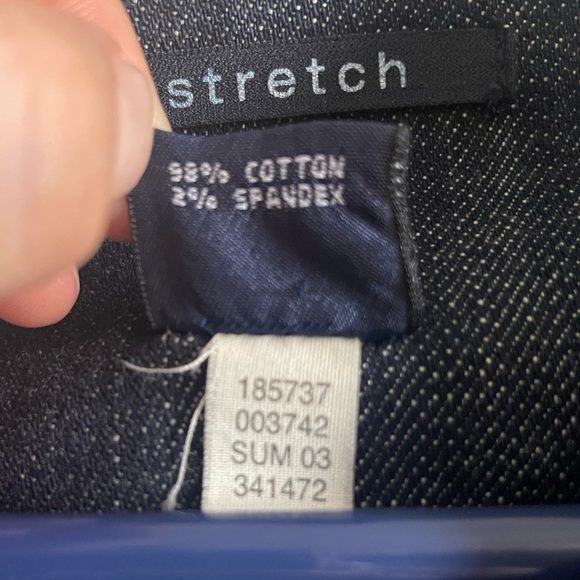 stretch
98% COTTON
2% SPANDEX
185737
003742
SUM 03
341472